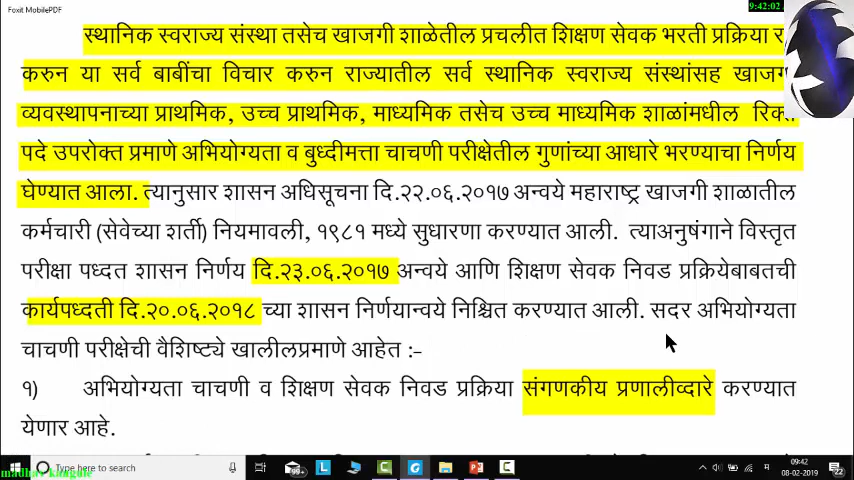 Foxit MobilePDF
9:42:02
स्थानिक स्वराज्य संस्था तसेच खाजगी शाळेतील प्रचलीत शिक्षण सेवक भरती प्रक्रिया र
करुन या सर्व बाबींचा विचार करुन राज्यातील सर्व स्थानिक स्वराज्य संस्थांसह खाजग
व्यवस्थापनाच्या प्राथमिक, उच्च प्राथमिक, माध्यमिक तसेच उच्च माध्यमिक शाळांमधील रिक्त
पदे उपरोक्त प्रमाणे अभियोग्यता व बुध्दीमत्ता चाचणी परीक्षेतील गुणांच्या आधारे भरण्याचा निर्णय
घेण्यात आला. त्यानुसार शासन अधिसूचना दि.२२.०६.२०१७ अन्वये महाराष्ट्र खाजगी शाळातील
कर्मचारी (सेवेच्या शर्ती) नियमावली, १९८१ मध्ये सुधारणा करण्यात आली. त्याअनुषंगाने विस्तृत
परीक्षा पध्दत शासन निर्णय दि.२३.०६.२०१७ अन्वये आणि शिक्षण सेवक निवड प्रक्रियेबाबतची
कार्यपध्दती दि.२०.०६.२०१८ च्या शासन निर्णयान्वये निश्चित करण्यात आली. सदर अभियोग्यता
चाचणी परीक्षेची वैशिष्ट्ये खालीलप्रमाणे आहेत :-
१) अभियोग्यता चाचणी व शिक्षण सेवक निवड प्रक्रिया संगणकीय प्रणालीव्दारे करण्यात
येणार आहे.
Type here to search
99+
म
09:42
08-02-2019
22